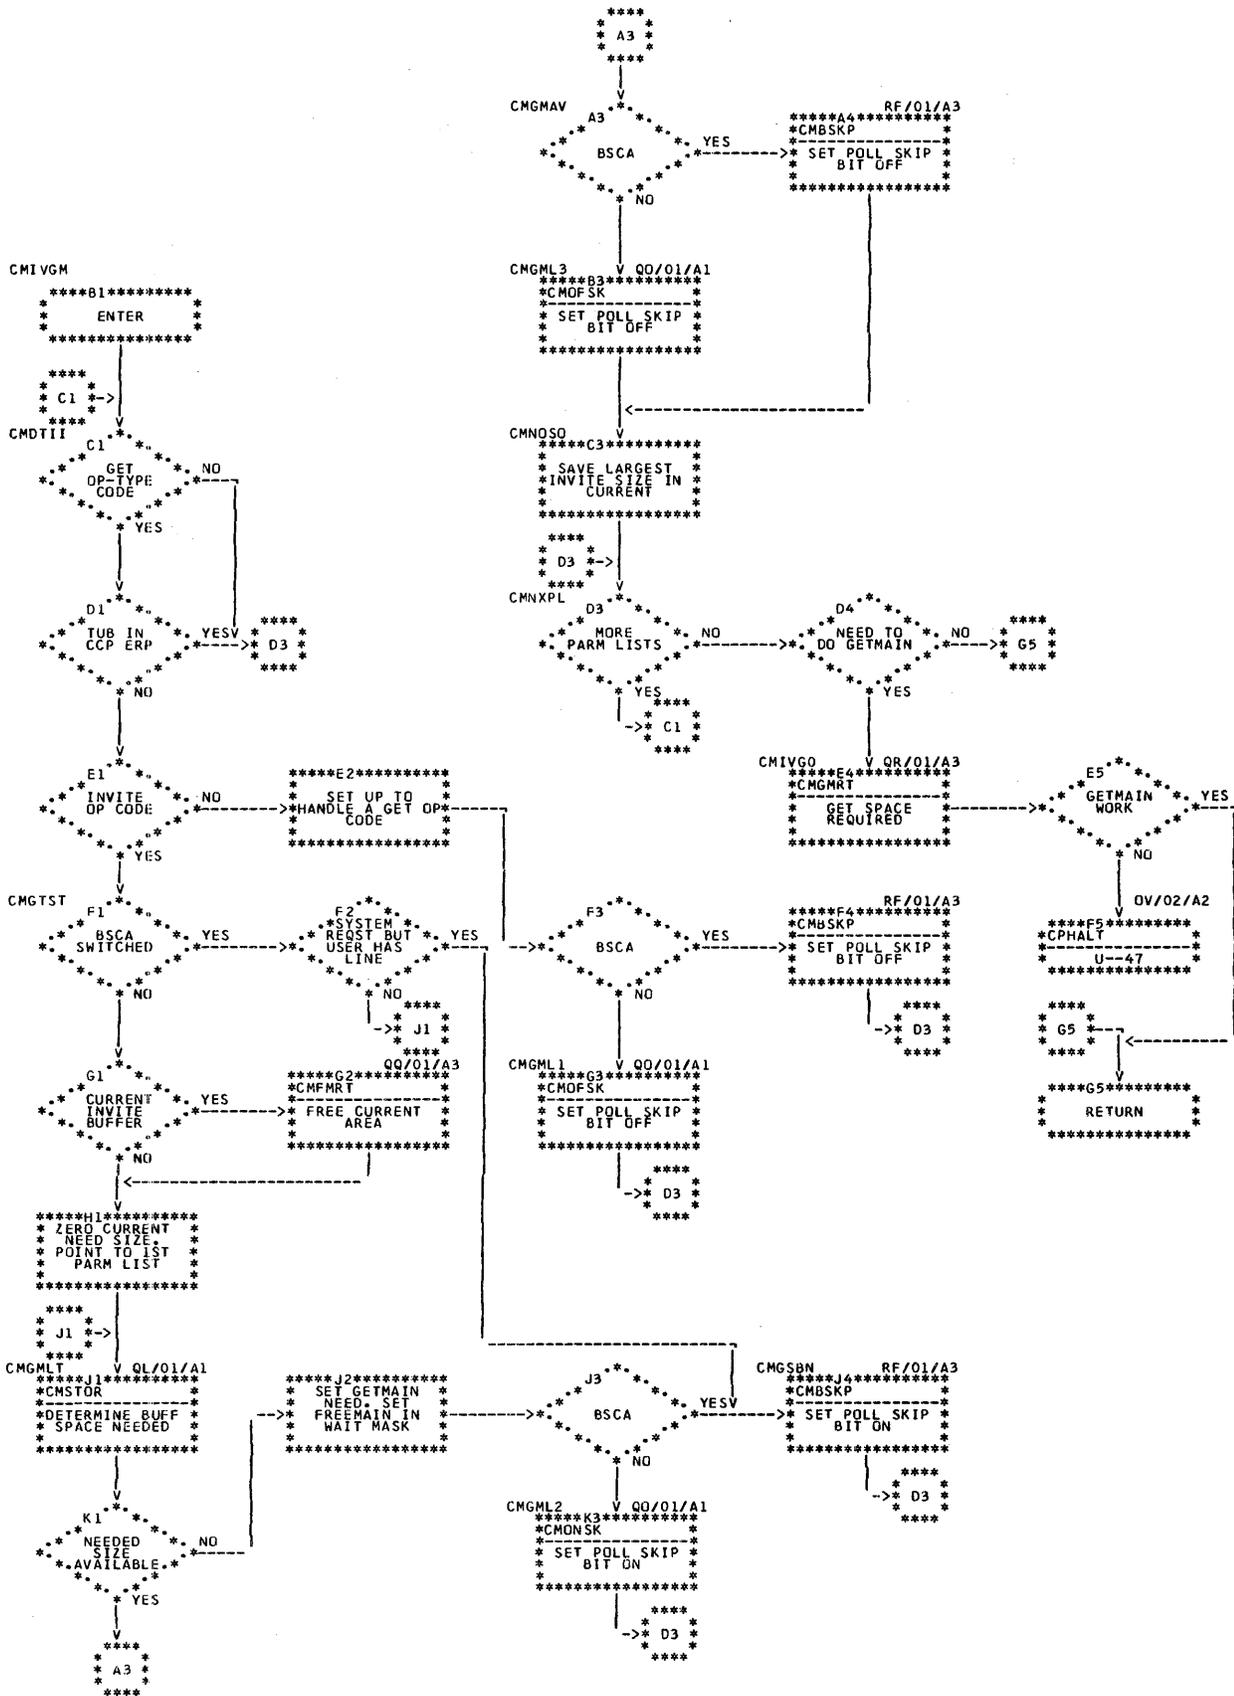 A3
CMGMAV
A3
BSCA
YES
NO
RF/01/A3
*****A4**********
CMBSKP
SET POLL SKIP
BIT OFF
CMGML3
QO/01/A1
*****B3**********
CMOFSK
SET POLL SKIP
BIT OFF
CMIVGM
****B1*********
ENTER
C1
CMDTII
C1
GET
OP-TYPE
CODE
NO
YES
CMNOSO
*****C3**********
SAVE LARGEST
INVITE SIZE IN
CURRENT
D3
D1
TUB IN
CCP ERP
YES
D3
NO
CMNXPL
D3
MORE
PARM LISTS
NO
YES
C1
D4
NEED TO
DO GETMAIN
NO
G5
YES
E1
INVITE
OP CODE
NO
YES
*****E2**********
SET UP TO
HANDLE A GET OP
CODE
CMIVGO
QR/01/A3
*****E4**********
CMGMRT
GET SPACE
REQUIRED
E5
GETMAIN
WORK
YES
NO
CMGTST
F1
BSCA
SWITCHED
YES
NO
F2
SYSTEM
REQST BUT
USER HAS
LINE
YES
NO
J1
F3
BSCA
YES
NO
RF/01/A3
*****F4**********
CMBSKP
SET POLL SKIP
BIT OFF
D3
OV/02/A2
****F5*********
CPHALT
U--47
G5
G1
CURRENT
INVITE
BUFFER
YES
NO
QQ/01/A3
*****G2**********
CMFMRT
FREE CURRENT
AREA
CMGML1
QO/01/A1
*****G3**********
CMOFSK
SET POLL SKIP
BIT OFF
D3
****G5*********
RETURN
*****H1**********
ZERO CURRENT
NEED SIZE.
POINT TO 1ST
PARM LIST
J1
CMGMLT
QL/01/A1
*****J1**********
CMSTOR
DETERMINE BUFF
SPACE NEEDED
*****J2**********
SET GETMAIN
NEED. SET
FREEMAIN IN
WAIT MASK
J3
BSCA
YES
NO
CMGSBN
RF/01/A3
*****J4**********
CMBSKP
SET POLL SKIP
BIT ON
D3
K1
NEEDED
SIZE
AVAILABLE
NO
YES
CMGML2
QO/01/A1
*****K3**********
CMONSK
SET POLL SKIP
BIT ON
D3
A3